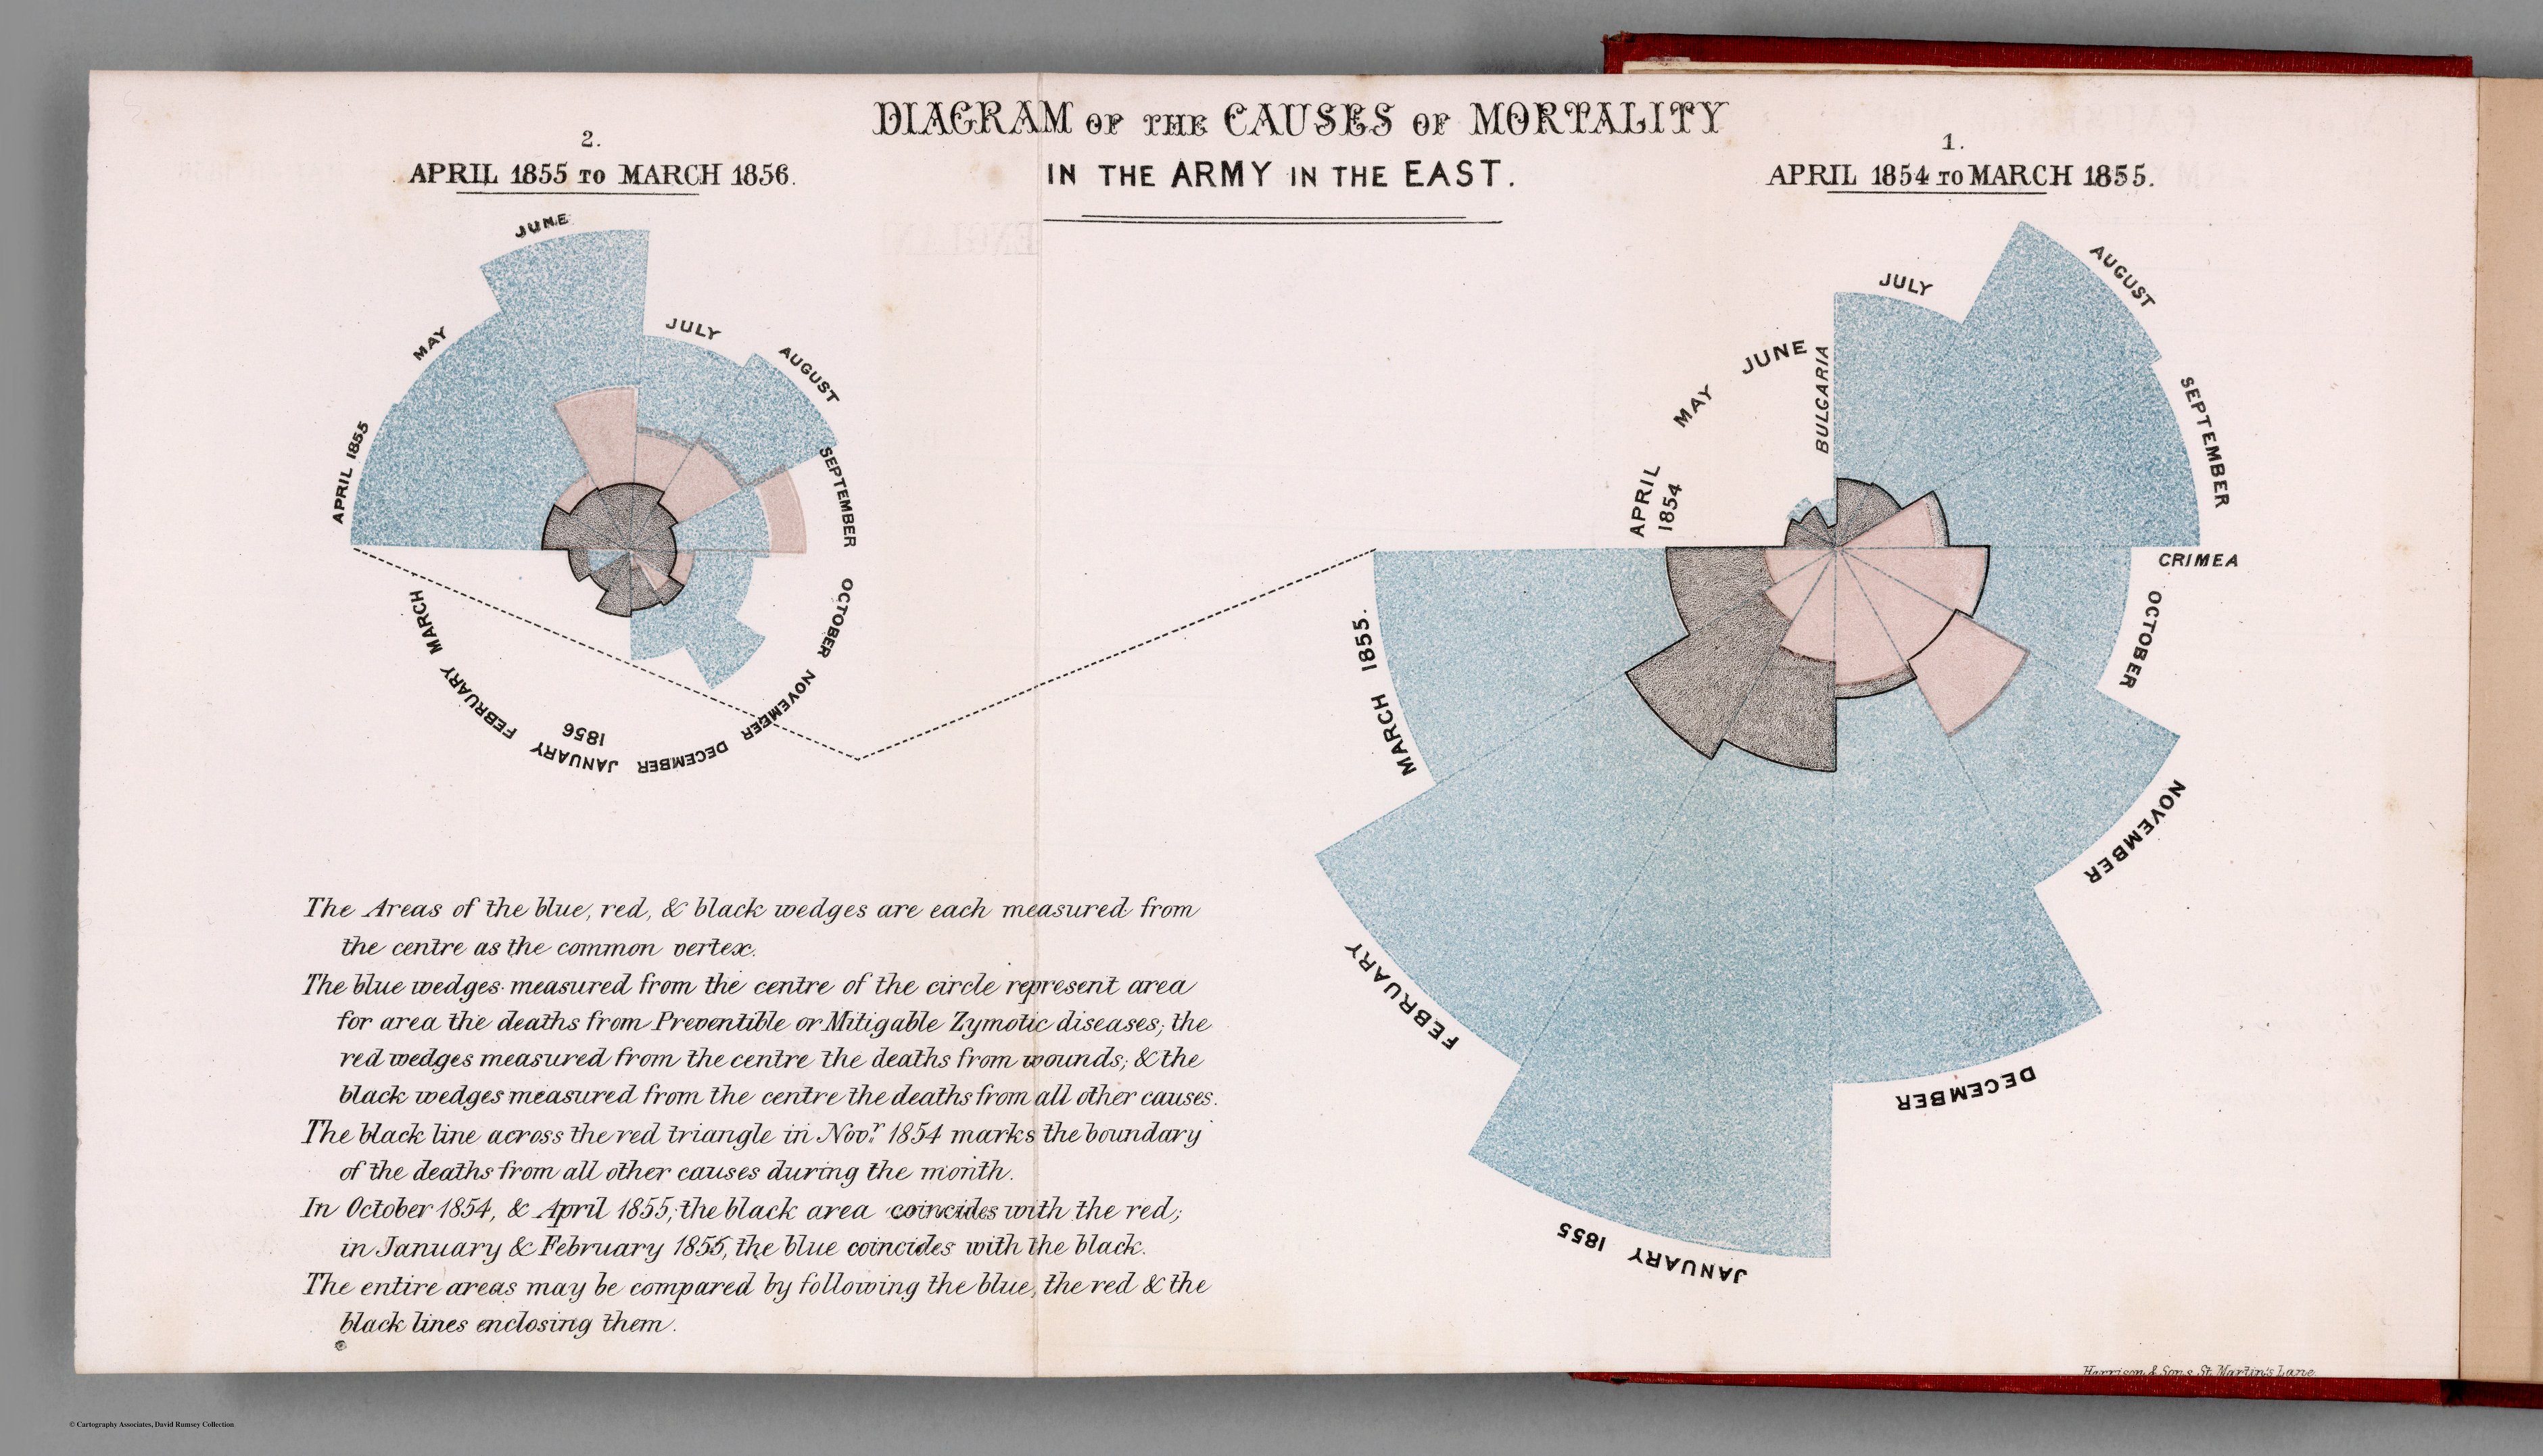 DIAGRAM OF THE CAUSES OF MORTALITY
IN THE ARMY IN THE EAST.
2.
APRIL 1855 TO MARCH 1856.
1.
APRIL 1854 TO MARCH 1855.
APRIL 1855
MAY
JUNE
JULY
AUGUST
SEPTEMBER
OCTOBER
NOVEMBER
DECEMBER
JANUARY
1856
FEBRUARY
MARCH
APRIL
1854
MAY
JUNE
BULGARIA
JULY
AUGUST
SEPTEMBER
CRIMEA
OCTOBER
NOVEMBER
DECEMBER
JANUARY 1855
FEBRUARY
MARCH 1855.
The Areas of the blue, red, & black wedges are each measured from
the centre as the common vertex.
The blue wedges measured from the centre of the circle represent area
for area the deaths from Preventible or Mitigable Zymotic diseases; the
red wedges measured from the centre the deaths from wounds; & the
black wedges measured from the centre the deaths from all other causes.
The black line across the red triangle in Novr. 1854 marks the boundary
of the deaths from all other causes during the month.
In October 1854, & April 1855; the black area coincides with the red;
in January & February 1855, the blue coincides with the black.
The entire areas may be compared by following the blue, the red & the
black lines enclosing them.
Harrison & Sons St. Martin's Lane
© Cartography Associates, David Rumsey Collection